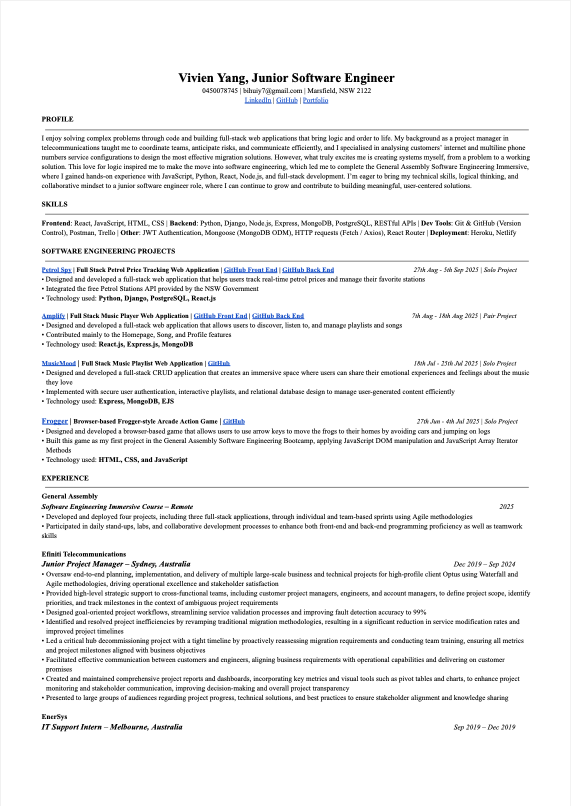 Vivien Yang, Junior Software Engineer
0450078745 | bihuiy7@gmail.com | Marsfield, NSW 2122
LinkedIn | GitHub | Portfolio
PROFILE
I enjoy solving complex problems through code and building full-stack web applications that bring logic and order to life. My background as a project manager in
telecommunications taught me to coordinate teams, anticipate risks, and communicate efficiently, and I specialised in analysing customers' internet and multiline phone
numbers service configurations to design the most effective migration solutions. However, what truly excites me is creating systems myself, from a problem to a working
solution. This love for logic inspired me to make the move into software engineering, which led me to complete the General Assembly Software Engineering Immersive,
where I gained hands-on experience with JavaScript, Python, React, Node.js, and full-stack development. I'm eager to bring my technical skills, logical thinking, and
collaborative mindset to a junior software engineer role, where I can continue to grow and contribute to building meaningful, user-centered solutions.
SKILLS
Frontend: React, JavaScript, HTML, CSS | Backend: Python, Django, Node.js, Express, MongoDB, PostgreSQL, RESTful APIs | Dev Tools: Git & GitHub (Version
Control), Postman, Trello | Other: JWT Authentication, Mongoose (MongoDB ODM), HTTP requests (Fetch / Axios), React Router | Deployment: Heroku, Netlify
SOFTWARE ENGINEERING PROJECTS
Petrol Spy | Full Stack Petrol Price Tracking Web Application | GitHub Front End | GitHub Back End 27th Aug - 5th Sep 2025 | Solo Project
• Designed and developed a full-stack web application that helps users track real-time petrol prices and manage their favorite stations
• Integrated the free Petrol Stations API provided by the NSW Government
• Technology used: Python, Django, PostgreSQL, React.js
Amplify | Full Stack Music Player Web Application | GitHub Front End | GitHub Back End 7th Aug - 18th Aug 2025 | Pair Project
• Designed and developed a full-stack web application that allows users to discover, listen to, and manage playlists and songs
• Contributed mainly to the Homepage, Song, and Profile features
• Technology used: React.js, Express.js, MongoDB
MusicMood | Full Stack Music Playlist Web Application | GitHub 18th Jul - 25th Jul 2025 | Solo Project
• Designed and developed a full-stack CRUD application that creates an immersive space where users can share their emotional experiences and feelings about the music
they love
• Implemented with secure user authentication, interactive playlists, and relational database design to manage user-generated content efficiently
• Technology used: Express, MongoDB, EJS
Frogger | Browser-based Frogger-style Arcade Action Game | GitHub 27th Jun - 4th Jul 2025 | Solo Project
• Designed and developed a browser-based game that allows users to use arrow keys to move the frogs to their homes by avoiding cars and jumping on logs
• Built this game as my first project in the General Assembly Software Engineering Bootcamp, applying JavaScript DOM manipulation and JavaScript Array Iterator
Methods
• Technology used: HTML, CSS, and JavaScript
EXPERIENCE
General Assembly
Software Engineering Immersive Course – Remote 2025
• Developed and deployed four projects, including three full-stack applications, through individual and team-based sprints using Agile methodologies
• Participated in daily stand-ups, labs, and collaborative development processes to enhance both front-end and back-end programming proficiency as well as teamwork
skills
Efiniti Telecommunications
Junior Project Manager – Sydney, Australia Dec 2019 – Sep 2024
• Oversaw end-to-end planning, implementation, and delivery of multiple large-scale business and technical projects for high-profile client Optus using Waterfall and
Agile methodologies, driving operational excellence and stakeholder satisfaction
• Provided high-level strategic support to cross-functional teams, including customer project managers, engineers, and account managers, to define project scope, identify
priorities, and track milestones in the context of ambiguous project requirements
• Designed goal-oriented project workflows, streamlining service validation processes and improving fault detection accuracy to 99%
• Identified and resolved project inefficiencies by revamping traditional migration methodologies, resulting in a significant reduction in service modification rates and
improved project timelines
• Led a critical hub decommissioning project with a tight timeline by proactively reassessing migration requirements and conducting team training, ensuring all metrics
and project milestones aligned with business objectives
• Facilitated effective communication between customers and engineers, aligning business requirements with operational capabilities and delivering on customer
promises
• Created and maintained comprehensive project reports and dashboards, incorporating key metrics and visual tools such as pivot tables and charts, to enhance project
monitoring and stakeholder communication, improving decision-making and overall project transparency
• Presented to large groups of audiences regarding project progress, technical solutions, and best practices to ensure stakeholder alignment and knowledge sharing
EnerSys
IT Support Intern – Melbourne, Australia Sep 2019 – Dec 2019